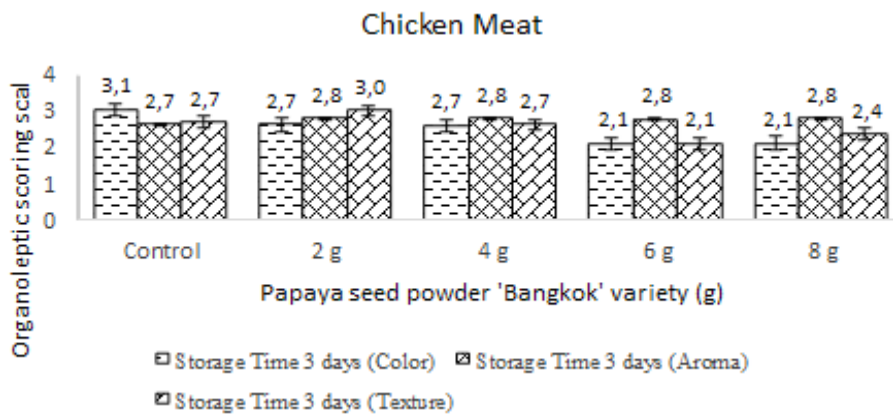 Chicken Meat
Organoleptic scoring scal
4
3
2
1
0
3,1 2,7 2,7 2,7 2,8 3,0 2,7 2,8 2,7 2,1 2,8 2,1 2,1 2,8 2,4
Control 2 g 4 g 6 g 8 g
Papaya seed powder 'Bangkok' variety (g)
Storage Time 3 days (Color) Storage Time 3 days (Aroma)
Storage Time 3 days (Texture)